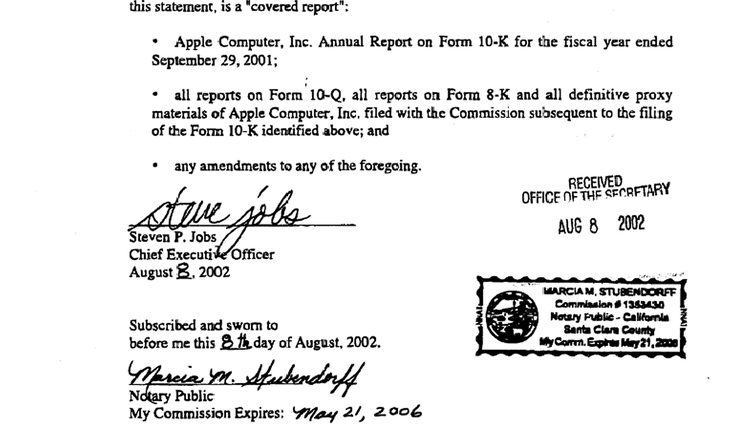 this statement, is a "covered report":
• Apple Computer, Inc. Annual Report on Form 10-K for the fiscal year ended
September 29, 2001;
• all reports on Form 10-Q, all reports on Form 8-K and all definitive proxy
materials of Apple Computer, Inc. filed with the Commission subsequent to the filing
of the Form 10-K identified above; and
• any amendments to any of the foregoing.
steve jobs
Steven P. Jobs
Chief Executive Officer
August 8, 2002
RECEIVED
OFFICE OF THE SECRETARY
AUG 8 2002
MARCIA M. STUBENDORFF
Commission # 1353430
Notary Public - California
Santa Clara County
My Comm. Expires May 21, 2006
Subscribed and sworn to
before me this 8th day of August, 2002.
Marcia M. Stubendorff
Notary Public
My Commission Expires: May 21, 2006